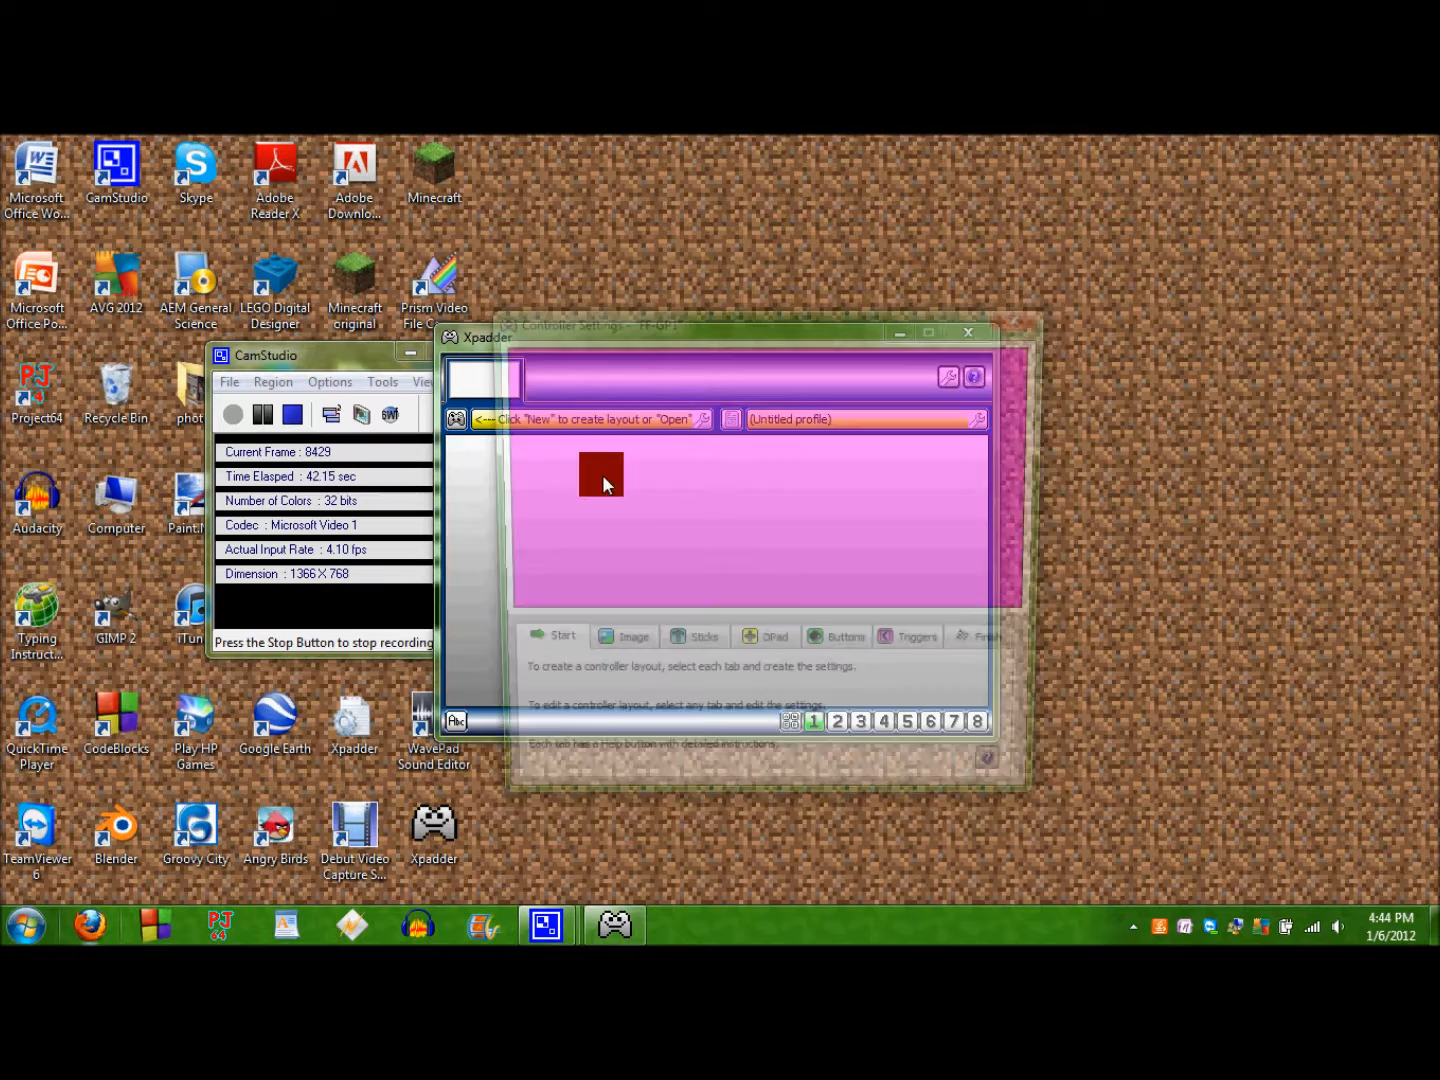 Microsoft
Office Wo...
CamStudio
Skype
Adobe
Reader X
Adobe
Downlo...
Minecraft
Microsoft
Office Po...
AVG 2012
AEM General
Science
LEGO Digital
Designer
Minecraft
original
Prism Video
File
Project64
Recycle Bin
phot
Audacity
Computer
Paint.N
Typing
Instruct...
GIMP 2
iTun
QuickTime
Player
CodeBlocks
Play HP
Games
Google Earth
Xpadder
WavePad
Sound Editor
TeamViewer
6
Blender
Groovy City
Angry Birds
Debut Video
Capture S...
Xpadder
CamStudio
File Region Options Tools Vie
Current Frame : 8429
Time Elasped : 42.15 sec
Number of Colors : 32 bits
Codec : Microsoft Video 1
Actual Input Rate : 4.10 fps
Dimension : 1366 X 768
Press the Stop Button to stop recording
Controller Settings - FF-GP1
Xpadder
<--- Click "New" to create layout or "Open"
(Untitled profile)
Start Image Sticks DPad Buttons Triggers Finish
To create a controller layout, select each tab and create the settings.
To edit a controller layout, select any tab and edit the settings.
Abc
1 2 3 4 5 6 7 8
Each tab has a Help button with detailed instructions.
4:44 PM
1/6/2012